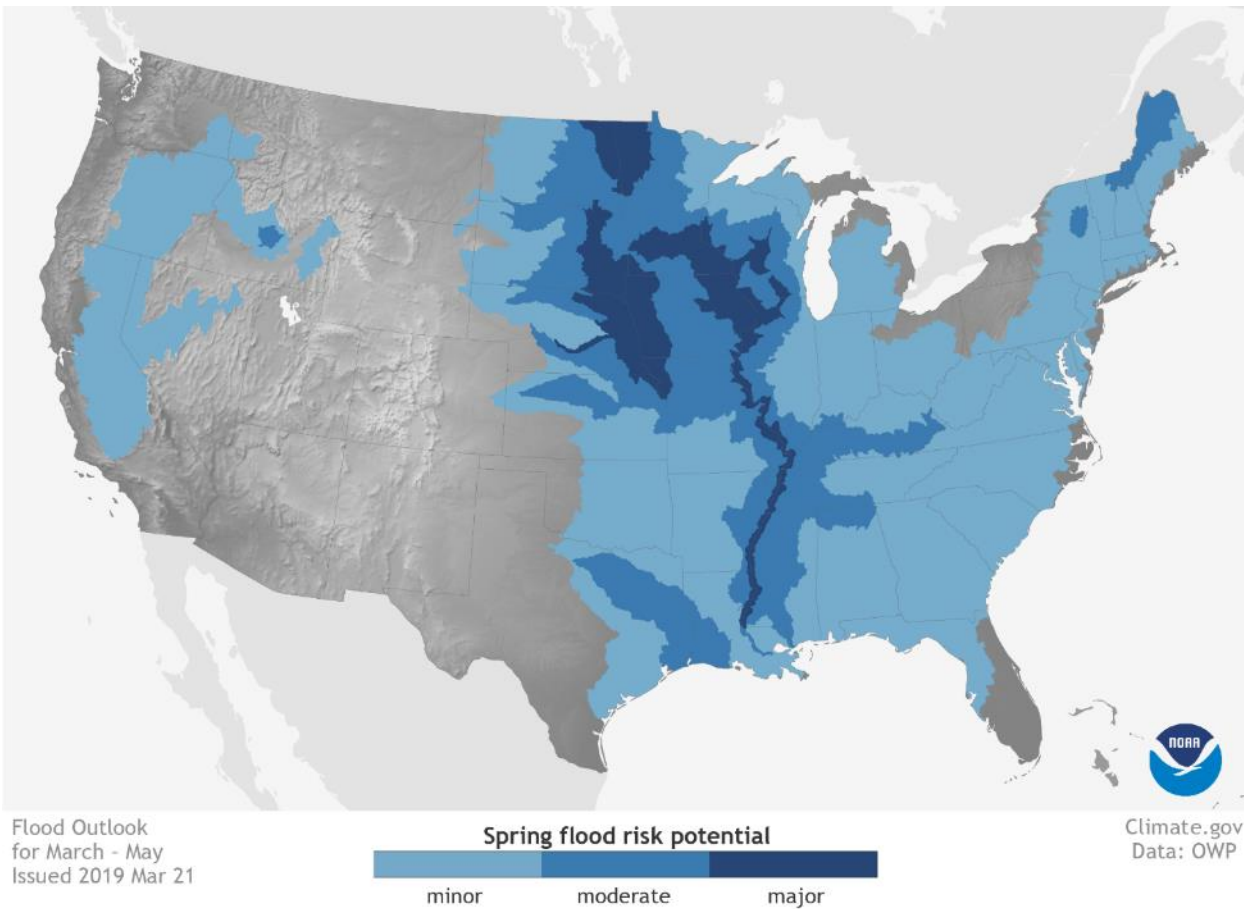 NOAA
Flood Outlook
for March - May
Issued 2019 Mar 21
Spring flood risk potential
minor
moderate
major
Climate.gov
Data: OWP